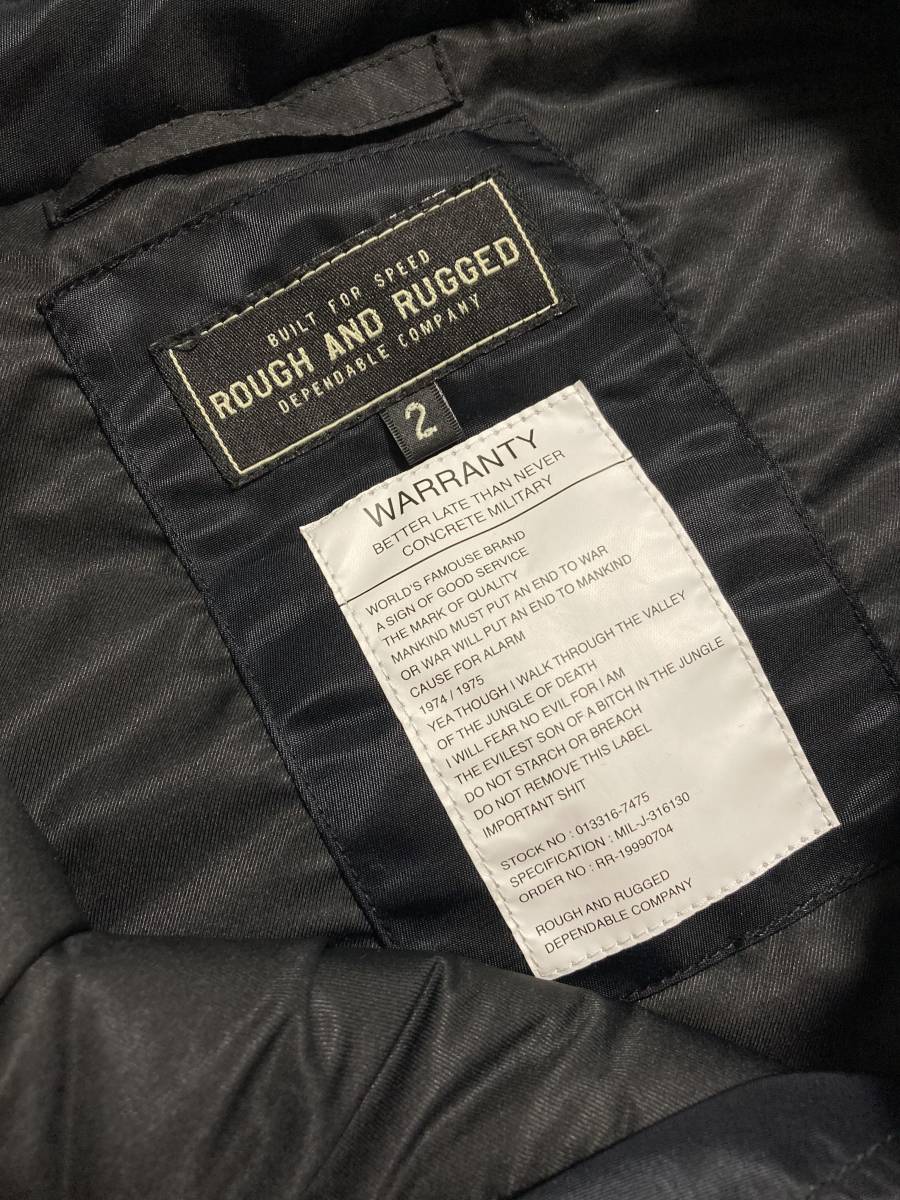 BUILT FOR SPEED
ROUGH AND RUGGED
DEPENDABLE COMPANY
2
WARRANTY
BETTER LATE THAN NEVER
CONCRETE MILITARY
WORLD'S FAMOUSE BRAND
A SIGN OF GOOD SERVICE
THE MARK OF QUALITY
MANKIND MUST PUT AN END TO WAR
OR WAR WILL PUT AN END TO MANKIND
CAUSE FOR ALARM
1974 / 1975
YEA THOUGH I WALK THROUGH THE VALLEY
OF THE JUNGLE OF DEATH
I WILL FEAR NO EVIL FOR I AM
THE EVILEST SON OF A BITCH IN THE JUNGLE
DO NOT STARCH OR BREACH
DO NOT REMOVE THIS LABEL
IMPORTANT SHIT
STOCK NO : 013316-7475
SPECIFICATION : MIL-J-316130
ORDER NO : RR-19990704
ROUGH AND RUGGED
DEPENDABLE COMPANY